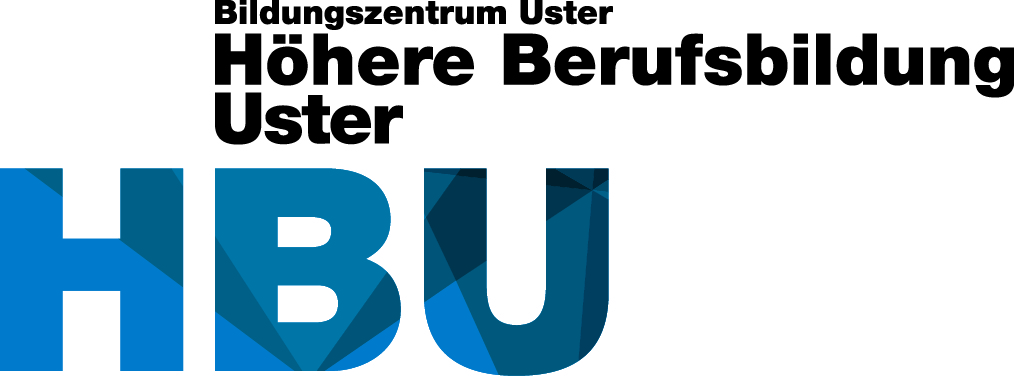 Bildungszentrum Uster
Höhere Berufsbildung
Uster
HBU